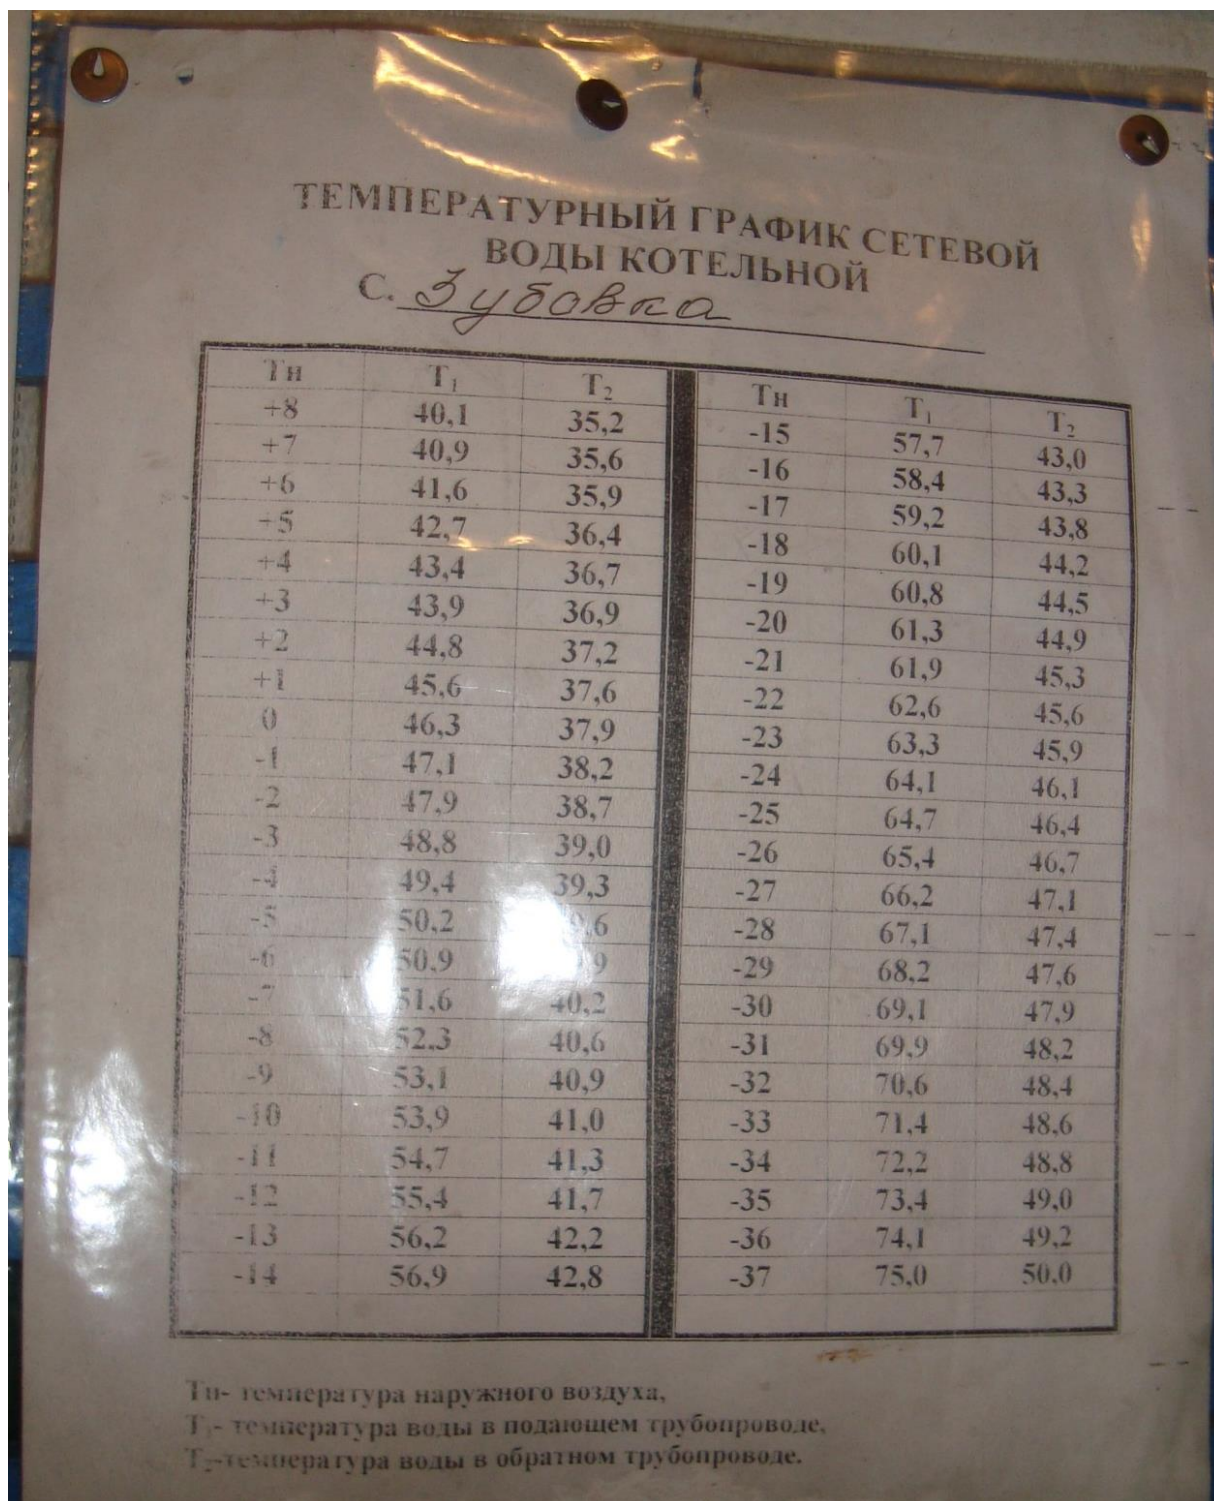 ТЕМПЕРАТУРНЫЙ ГРАФИК СЕТЕВОЙ
ВОДЫ КОТЕЛЬНОЙ
С. Зубовка
Тн T₁ T₂ Тн T₁ T₂
+8 40,1 35,2 -15 57,7 43,0
+7 40,9 35,6 -16 58,4 43,3
+6 41,6 35,9 -17 59,2 43,8
+5 42,7 36,4 -18 60,1 44,2
+4 43,4 36,7 -19 60,8 44,5
+3 43,9 36,9 -20 61,3 44,9
+2 44,8 37,2 -21 61,9 45,3
+1 45,6 37,6 -22 62,6 45,6
0 46,3 37,9 -23 63,3 45,9
-1 47,1 38,2 -24 64,1 46,1
-2 47,9 38,7 -25 64,7 46,4
-3 48,8 39,0 -26 65,4 46,7
-4 49,4 39,3 -27 66,2 47,1
-5 50,2 -28 67,1 47,4
-6 50,9 -29 68,2 47,6
-7 51,6 40,2 -30 69,1 47,9
-8 52,3 40,6 -31 69,9 48,2
-9 53,1 40,9 -32 70,6 48,4
-10 53,9 41,0 -33 71,4 48,6
-11 54,7 41,3 -34 72,2 48,8
-12 55,4 41,7 -35 73,4 49,0
-13 56,2 42,2 -36 74,1 49,2
-14 56,9 42,8 -37 75,0 50,0
Тн- температура наружного воздуха,
T₁- температура воды в подающем трубопроводе,
T₂-температура воды в обратном трубопроводе.